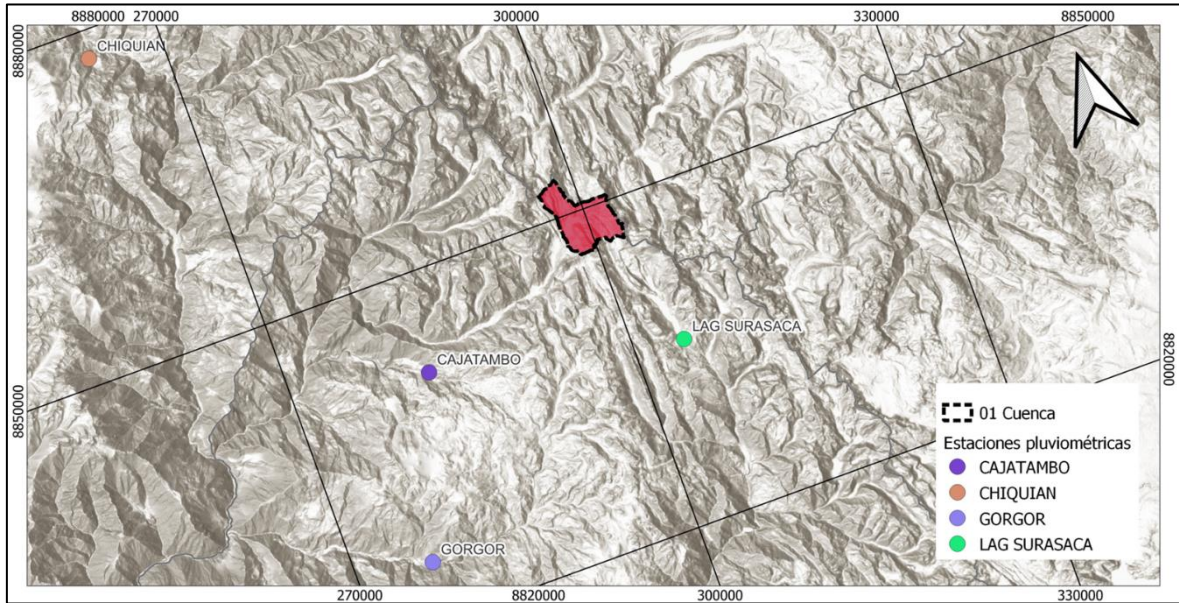 8880000 270000 300000 330000 8850000
8880000
CHIQUIAN
LAG SURASACA
CAJATAMBO
8850000
8820000
GORGOR
01 Cuenca
Estaciones pluviométricas
CAJATAMBO
CHIQUIAN
GORGOR
LAG SURASACA
270000 8820000 300000 330000